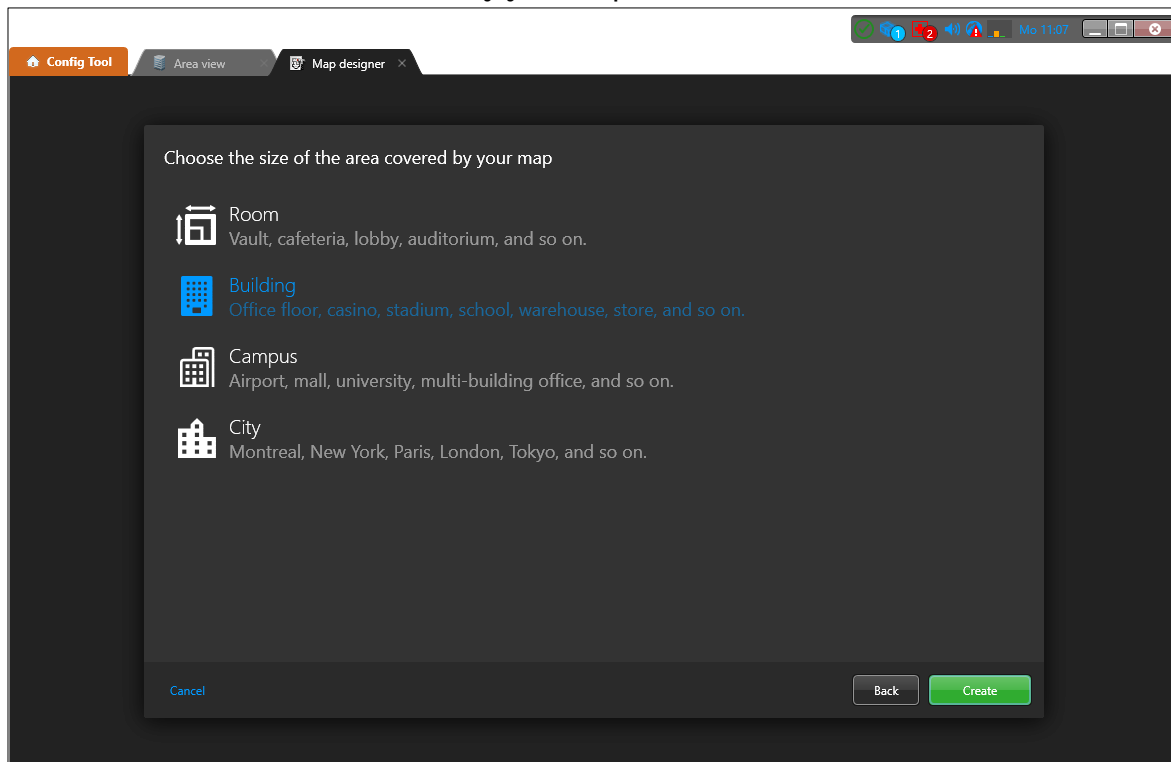 1
2
Mo 11:07
Config Tool
Area view
Map designer
Choose the size of the area covered by your map
Room
Vault, cafeteria, lobby, auditorium, and so on.
Building
Office floor, casino, stadium, school, warehouse, store, and so on.
Campus
Airport, mall, university, multi-building office, and so on.
City
Montreal, New York, Paris, London, Tokyo, and so on.
Cancel
Back
Create